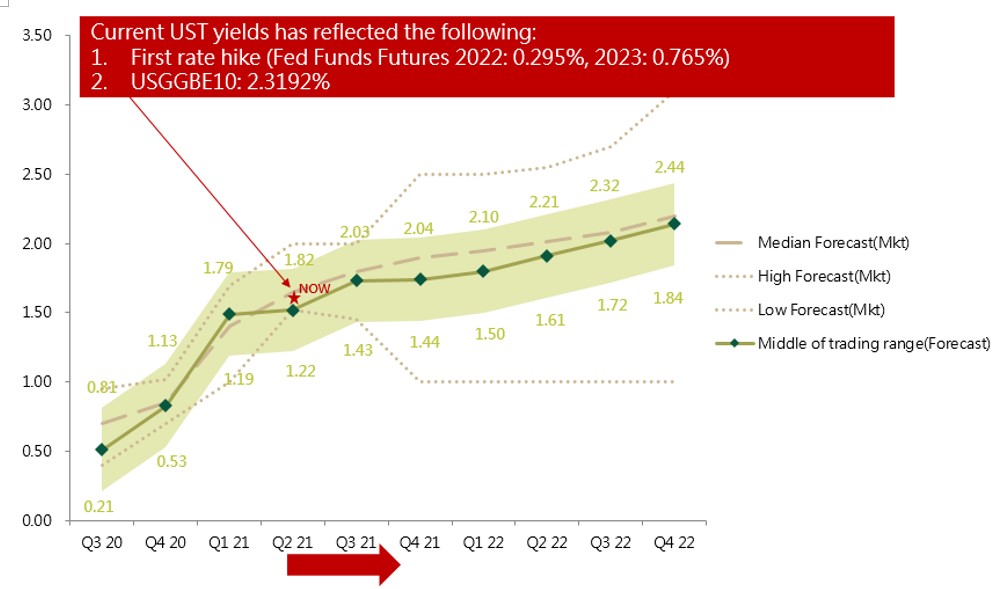 Current UST yields has reflected the following:
1. First rate hike (Fed Funds Futures 2022: 0.295%, 2023: 0.765%)
2. USGGBE10: 2.3192%
3.50
3.00
2.50
2.00
1.50
1.00
0.50
0.00
0.81
1.13
1.79
1.82
2.03
2.04
2.10
2.21
2.32
2.44
NOW
0.21
0.53
1.19
1.22
1.43
1.44
1.50
1.61
1.72
1.84
Q3 20
Q4 20
Q1 21
Q2 21
Q3 21
Q4 21
Q1 22
Q2 22
Q3 22
Q4 22
Median Forecast(Mkt)
High Forecast(Mkt)
Low Forecast(Mkt)
Middle of trading range(Forecast)